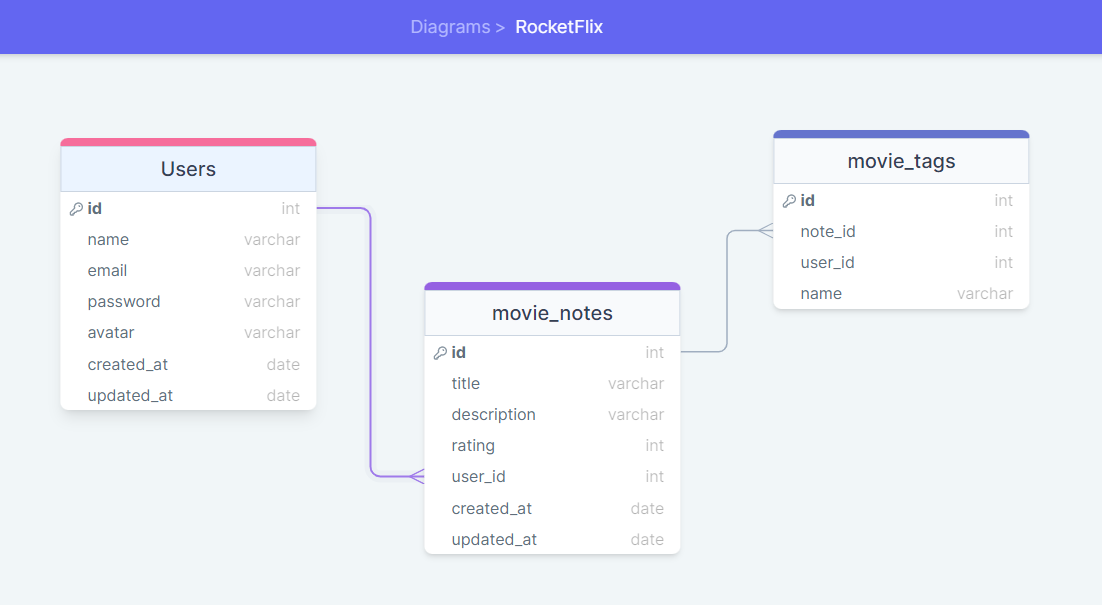 Diagrams > RocketFlix
Users
id int
name varchar
email varchar
password varchar
avatar varchar
created_at date
updated_at date
movie_notes
id int
title varchar
description varchar
rating int
user_id int
created_at date
updated_at date
movie_tags
id int
note_id int
user_id int
name varchar